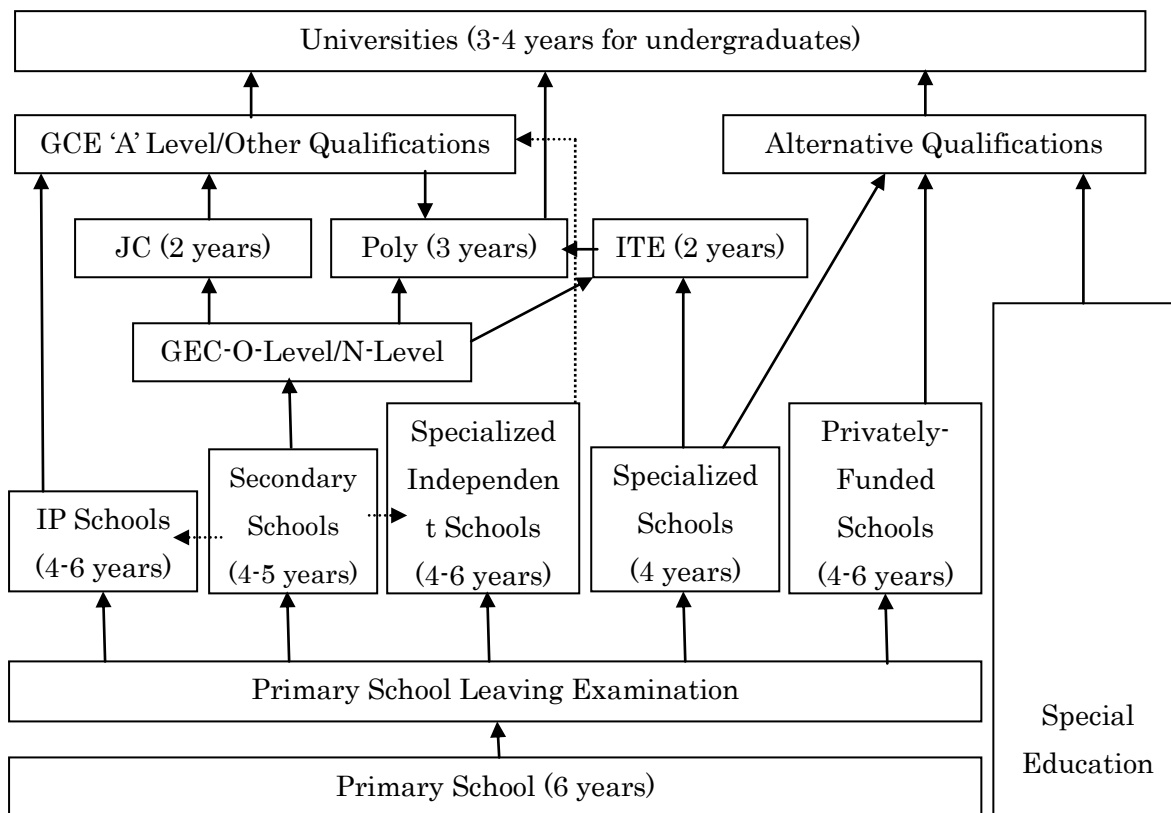 Universities (3-4 years for undergraduates)
GCE ‘A’ Level/Other Qualifications
Alternative Qualifications
JC (2 years)
Poly (3 years)
ITE (2 years)
GEC-O-Level/N-Level
IP Schools
(4-6 years)
Secondary
Schools
(4-5 years)
Specialized
Independen
t Schools
(4-6 years)
Specialized
Schools
(4 years)
Privately-
Funded
Schools
(4-6 years)
Primary School Leaving Examination
Primary School (6 years)
Special
Education